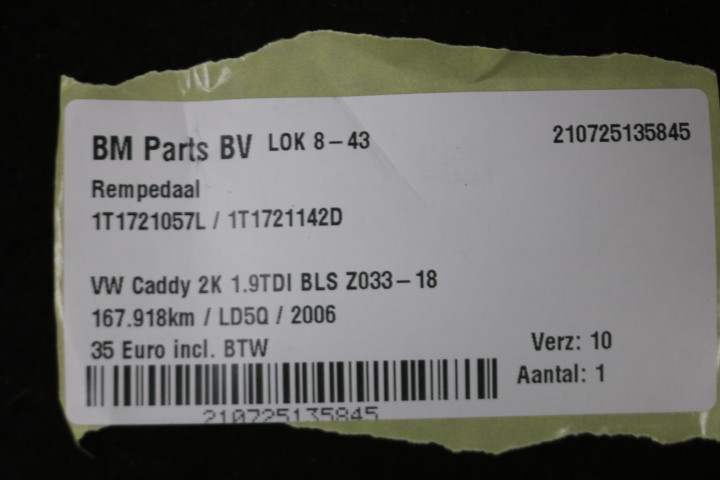 BM Parts BV LOK 8-43 210725135845
Rempedaal
1T1721057L / 1T1721142D
VW Caddy 2K 1.9TDI BLS Z033-18
167.918km / LD5Q / 2006
35 Euro incl. BTW Verz: 10
Aantal: 1
210725135845